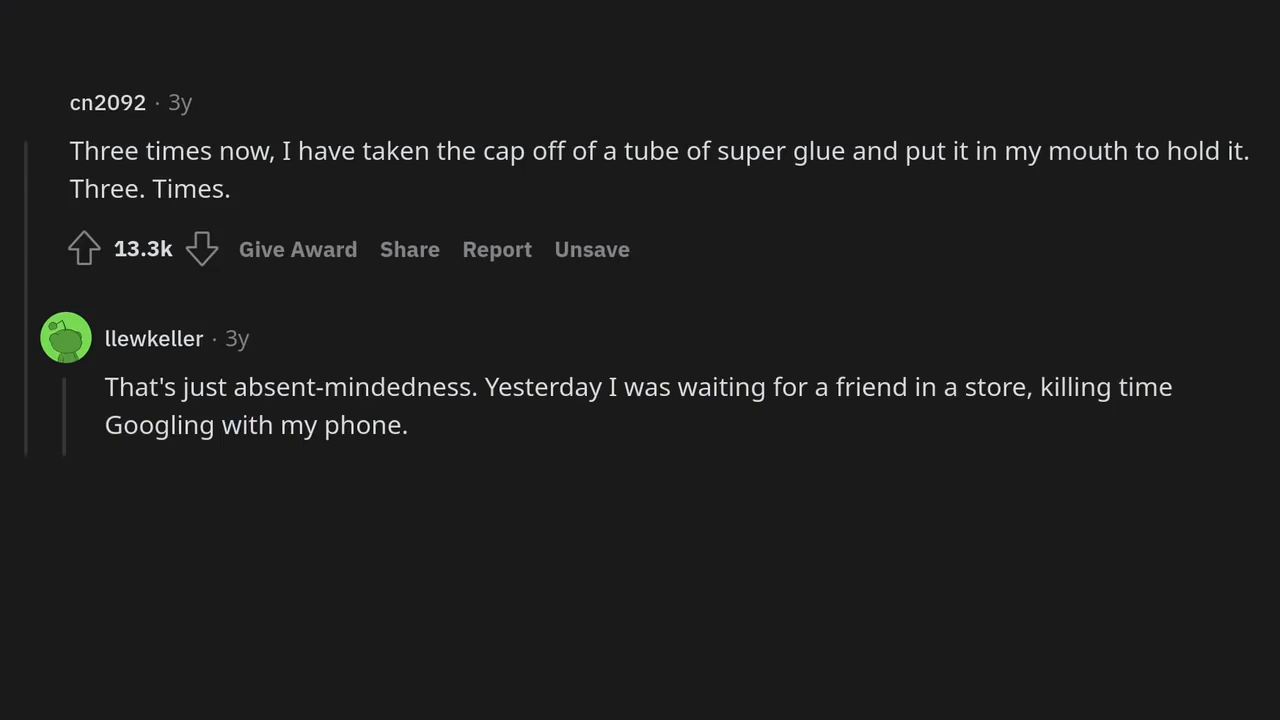 cn2092 · 3y
Three times now, I have taken the cap off of a tube of super glue and put it in my mouth to hold it.
Three. Times.
13.3k Give Award Share Report Unsave
llewkeller · 3y
That's just absent-mindedness. Yesterday I was waiting for a friend in a store, killing time
Googling with my phone.